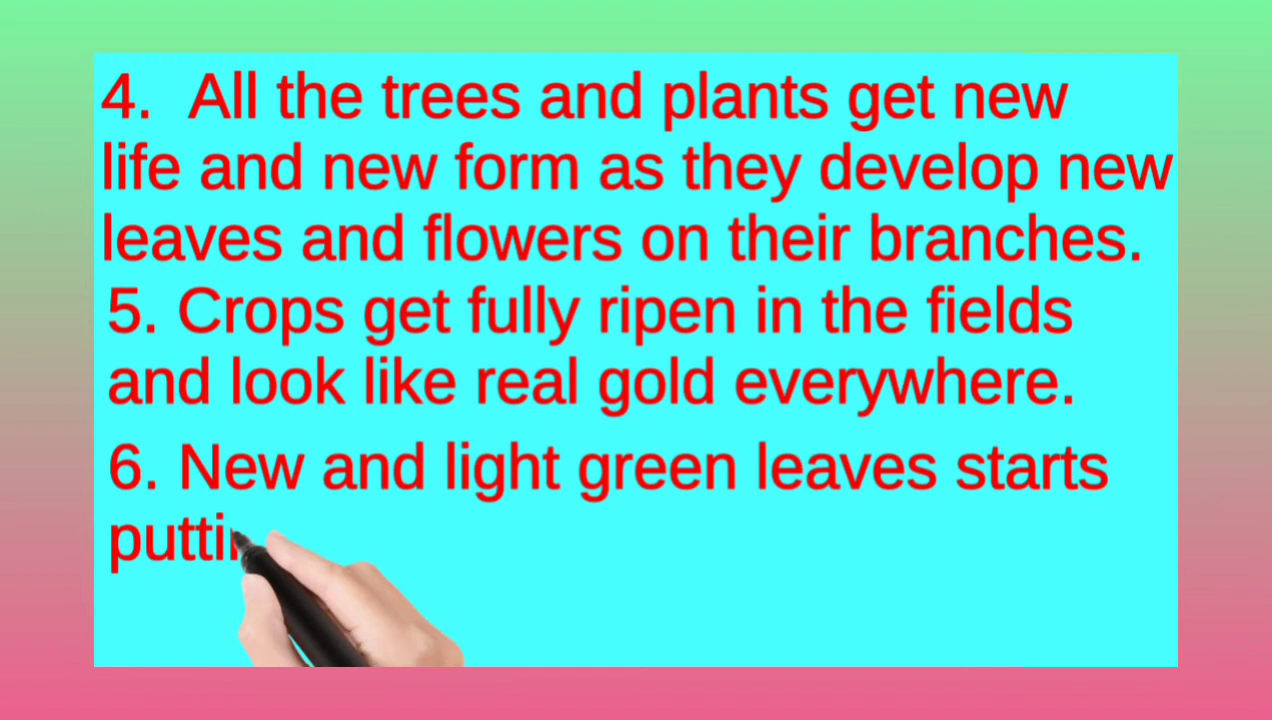 4. All the trees and plants get new
life and new form as they develop new
leaves and flowers on their branches.
5. Crops get fully ripen in the fields
and look like real gold everywhere.
6. New and light green leaves starts